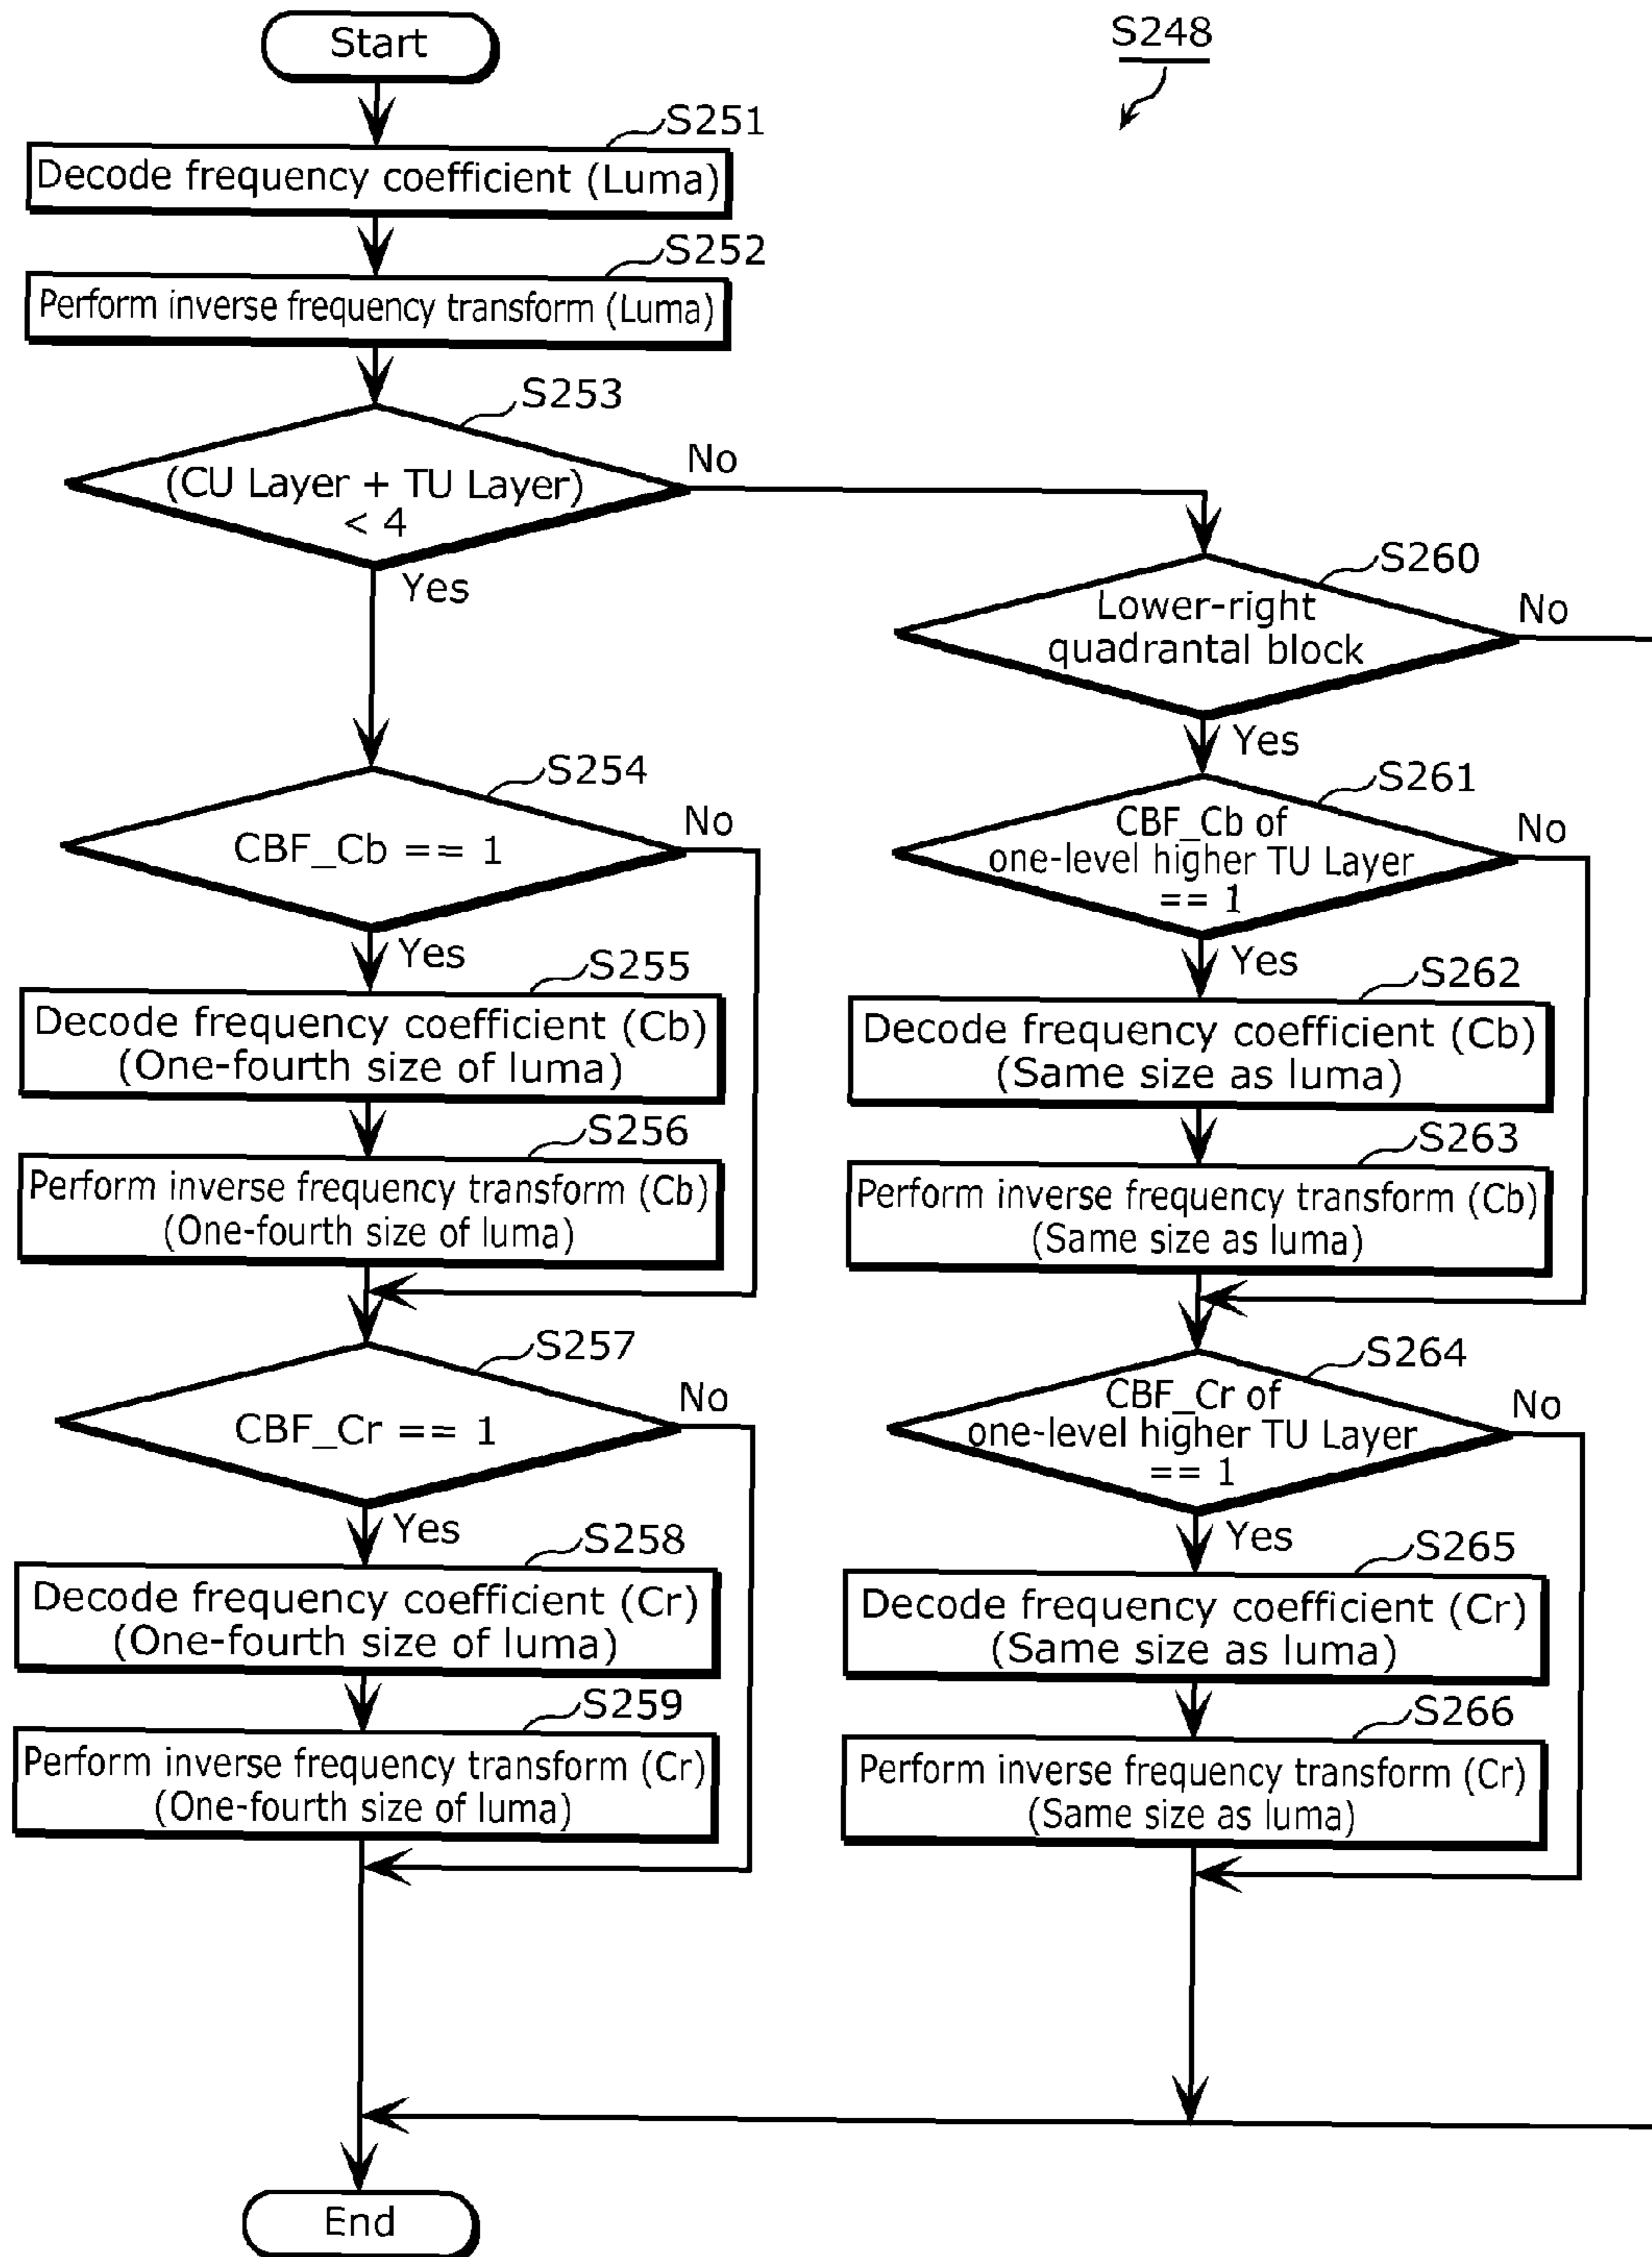 Start
S248
S251
Decode frequency coefficient (Luma)
S252
Perform inverse frequency transform (Luma)
S253
(CU Layer + TU Layer)
< 4
No
Yes
S260
Lower-right
quadrantal block
No
Yes
S254
CBF_Cb == 1
No
Yes
S255
Decode frequency coefficient (Cb)
(One-fourth size of luma)
S256
Perform inverse frequency transform (Cb)
(One-fourth size of luma)
S257
CBF_Cr == 1
No
Yes
S258
Decode frequency coefficient (Cr)
(One-fourth size of luma)
S259
Perform inverse frequency transform (Cr)
(One-fourth size of luma)
S261
CBF_Cb of
one-level higher TU Layer
== 1
No
Yes
S262
Decode frequency coefficient (Cb)
(Same size as luma)
S263
Perform inverse frequency transform (Cb)
(Same size as luma)
S264
CBF_Cr of
one-level higher TU Layer
== 1
No
Yes
S265
Decode frequency coefficient (Cr)
(Same size as luma)
S266
Perform inverse frequency transform (Cr)
(Same size as luma)
End